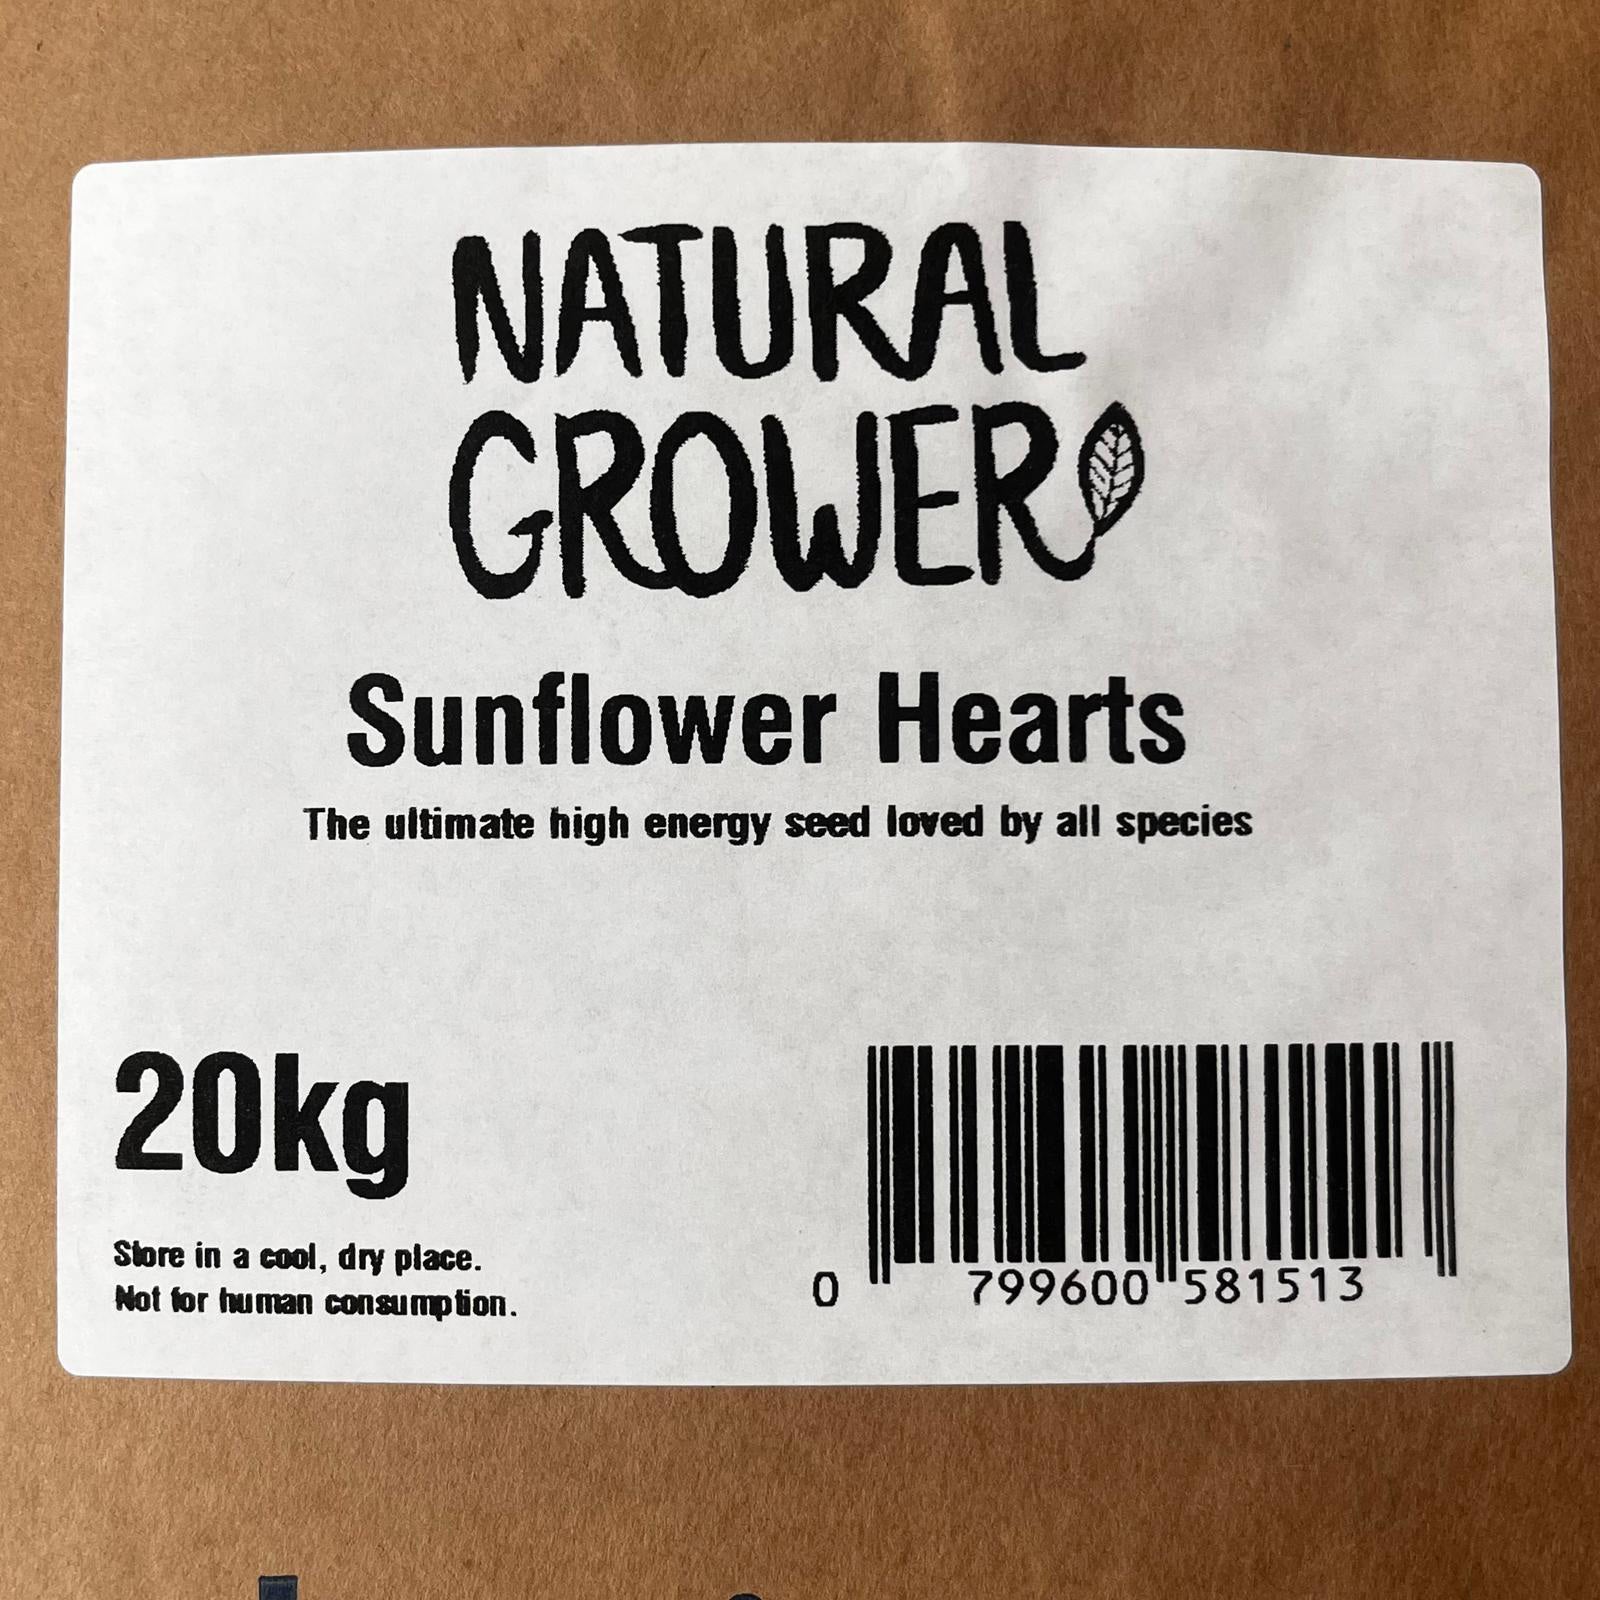 NATURAL
GROWER
Sunflower Hearts
The ultimate high energy seed loved by all species
20kg
Store in a cool, dry place.
Not for human consumption.
0 799600 581513